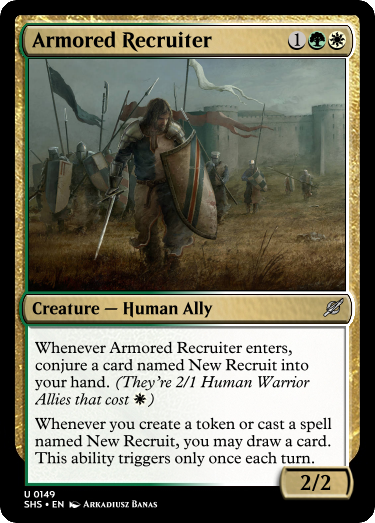 Armored Recruiter 1
Creature — Human Ally
Whenever Armored Recruiter enters,
conjure a card named New Recruit into
your hand. (They're 2/1 Human Warrior
Allies that cost )
Whenever you create a token or cast a spell
named New Recruit, you may draw a card.
This ability triggers only once each turn.
2/2
U 0149
SHS • EN Arkadiusz Banas